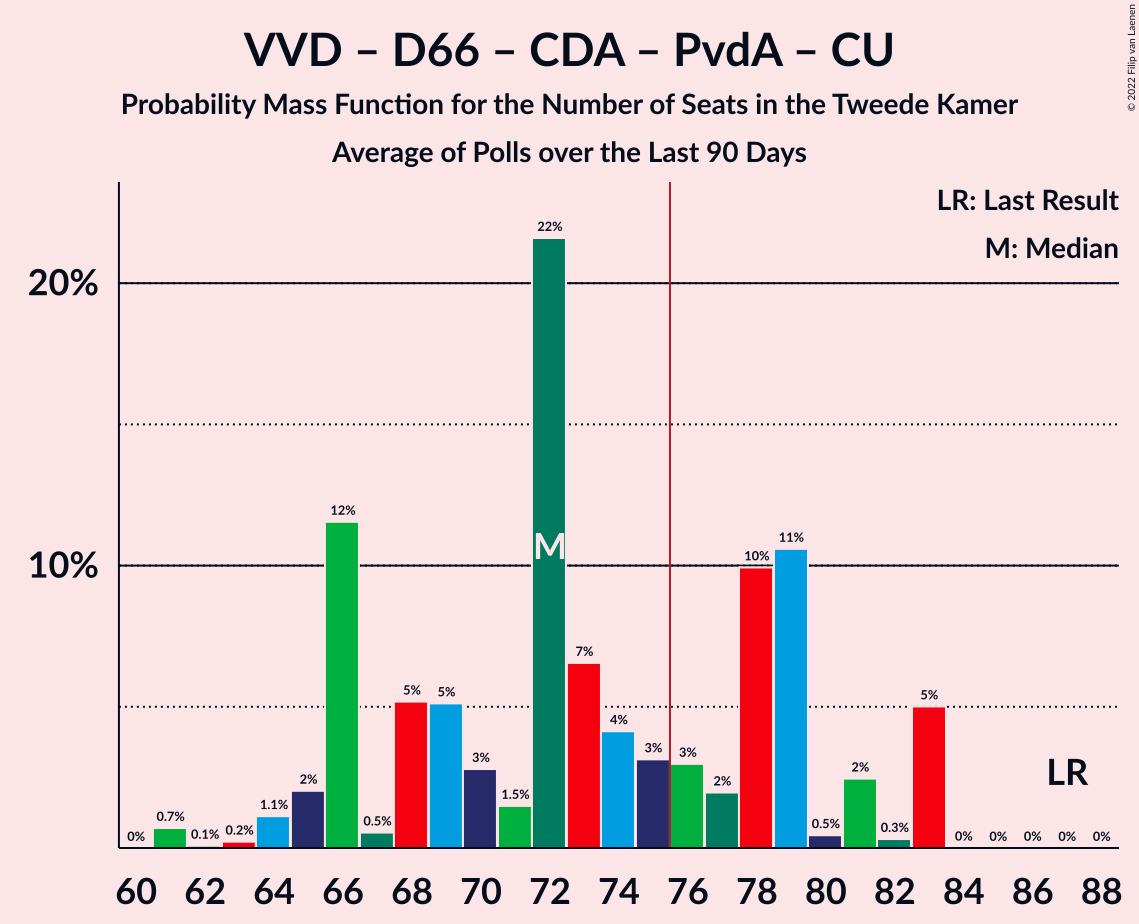 VVD – D66 – CDA – PvdA – CU
Probability Mass Function for the Number of Seats in the Tweede Kamer
Average of Polls over the Last 90 Days
© 2022 Filip van Laenen
LR: Last Result
M: Median
20%
10%
0% 0.7% 0.1% 0.2% 1.1% 2% 12% 0.5% 5% 5% 3% 1.5% 22% 7% 4% 3% 3% 2% 10% 11% 0.5% 2% 0.3% 5% 0% 0% 0% 0% 0%
M
LR
60 62 64 66 68 70 72 74 76 78 80 82 84 86 88